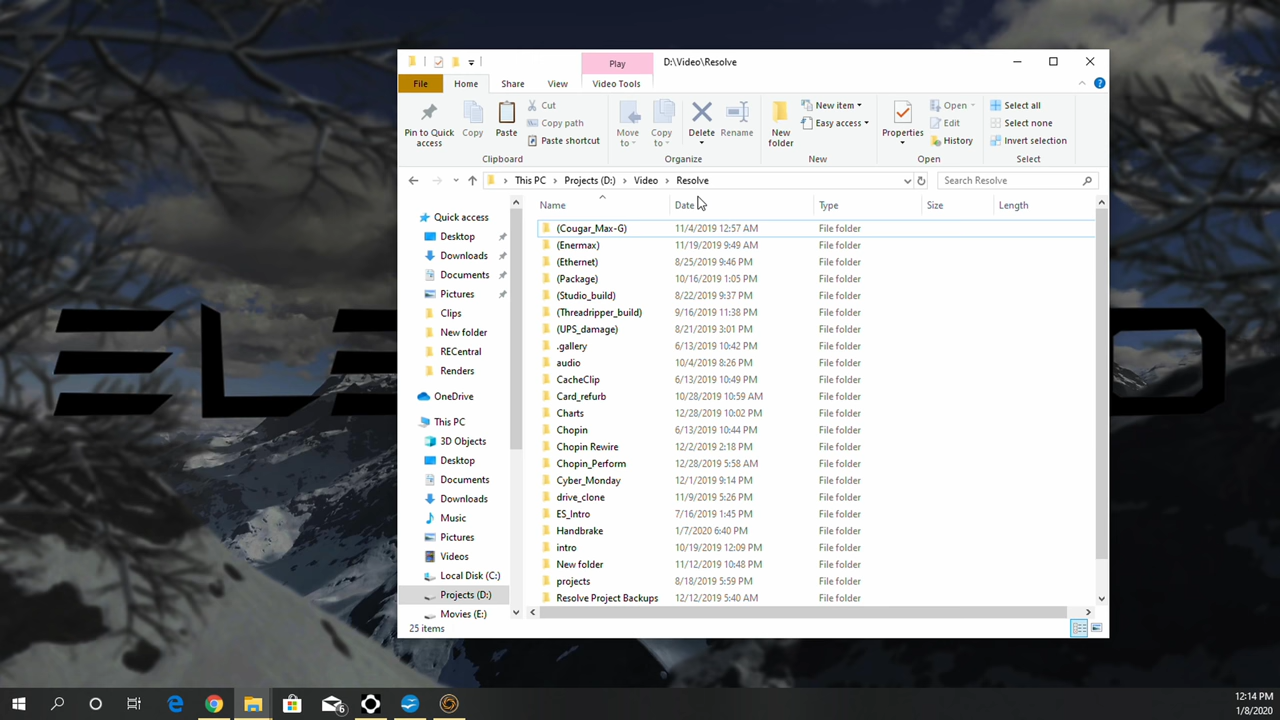 Play
D:\Video\Resolve
File
Home
Share
View
Video Tools
Pin to Quick access
Copy
Paste
Cut
Copy path
Paste shortcut
Clipboard
Move to
Copy to
Delete
Rename
Organize
New folder
New item
Easy access
New
Properties
Open
Edit
History
Open
Select all
Select none
Invert selection
Select
This PC > Projects (D:) > Video > Resolve
Search Resolve
Name Date Type Size Length
Quick access
Desktop
Downloads
Documents
Pictures
Clips
New folder
RECentral
Renders
OneDrive
This PC
3D Objects
Desktop
Documents
Downloads
Music
Pictures
Videos
Local Disk (C:)
Projects (D:)
Movies (E:)
(Cougar_Max-G) 11/4/2019 12:57 AM File folder
(Enermax) 11/19/2019 9:49 AM File folder
(Ethernet) 8/25/2019 9:46 PM File folder
(Package) 10/16/2019 1:05 PM File folder
(Studio_build) 8/22/2019 9:37 PM File folder
(Threadripper_build) 9/16/2019 11:38 PM File folder
(UPS_damage) 8/21/2019 3:01 PM File folder
.gallery 6/13/2019 10:42 PM File folder
audio 10/4/2019 8:26 PM File folder
CacheClip 6/13/2019 10:49 PM File folder
Card_refurb 10/28/2019 10:59 AM File folder
Charts 12/28/2019 10:02 PM File folder
Chopin 6/13/2019 10:44 PM File folder
Chopin Rewire 12/2/2019 2:18 PM File folder
Chopin_Perform 12/28/2019 5:58 AM File folder
Cyber_Monday 12/1/2019 9:14 PM File folder
drive_clone 11/9/2019 5:26 PM File folder
ES_Intro 7/16/2019 1:45 PM File folder
Handbrake 1/7/2020 6:40 PM File folder
intro 10/19/2019 12:09 PM File folder
New folder 11/12/2019 10:48 PM File folder
projects 8/18/2019 5:59 PM File folder
Resolve Project Backups 12/12/2019 5:40 AM File folder
25 items
6
12:14 PM
1/8/2020